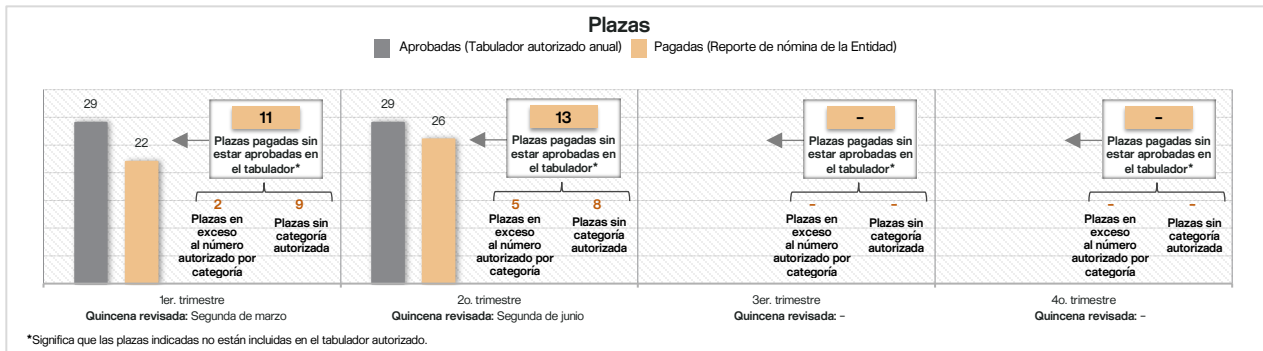 Plazas
Aprobadas (Tabulador autorizado anual)
Pagadas (Reporte de nómina de la Entidad)
29
22
11
Plazas pagadas sin
estar aprobadas en
el tabulador*
2
Plazas en
exceso
al número
autorizado por
categoría
9
Plazas sin
categoría
autorizada
1er. trimestre
Quincena revisada: Segunda de marzo
29
26
13
Plazas pagadas sin
estar aprobadas en
el tabulador*
5
Plazas en
exceso
al número
autorizado por
categoría
8
Plazas sin
categoría
autorizada
2o. trimestre
Quincena revisada: Segunda de junio
-
Plazas pagadas sin
estar aprobadas en
el tabulador*
-
Plazas en
exceso
al número
autorizado por
categoría
-
Plazas sin
categoría
autorizada
3er. trimestre
Quincena revisada: -
-
Plazas pagadas sin
estar aprobadas en
el tabulador*
-
Plazas en
exceso
al número
autorizado por
categoría
-
Plazas sin
categoría
autorizada
4o. trimestre
Quincena revisada: -
*Significa que las plazas indicadas no están incluidas en el tabulador autorizado.